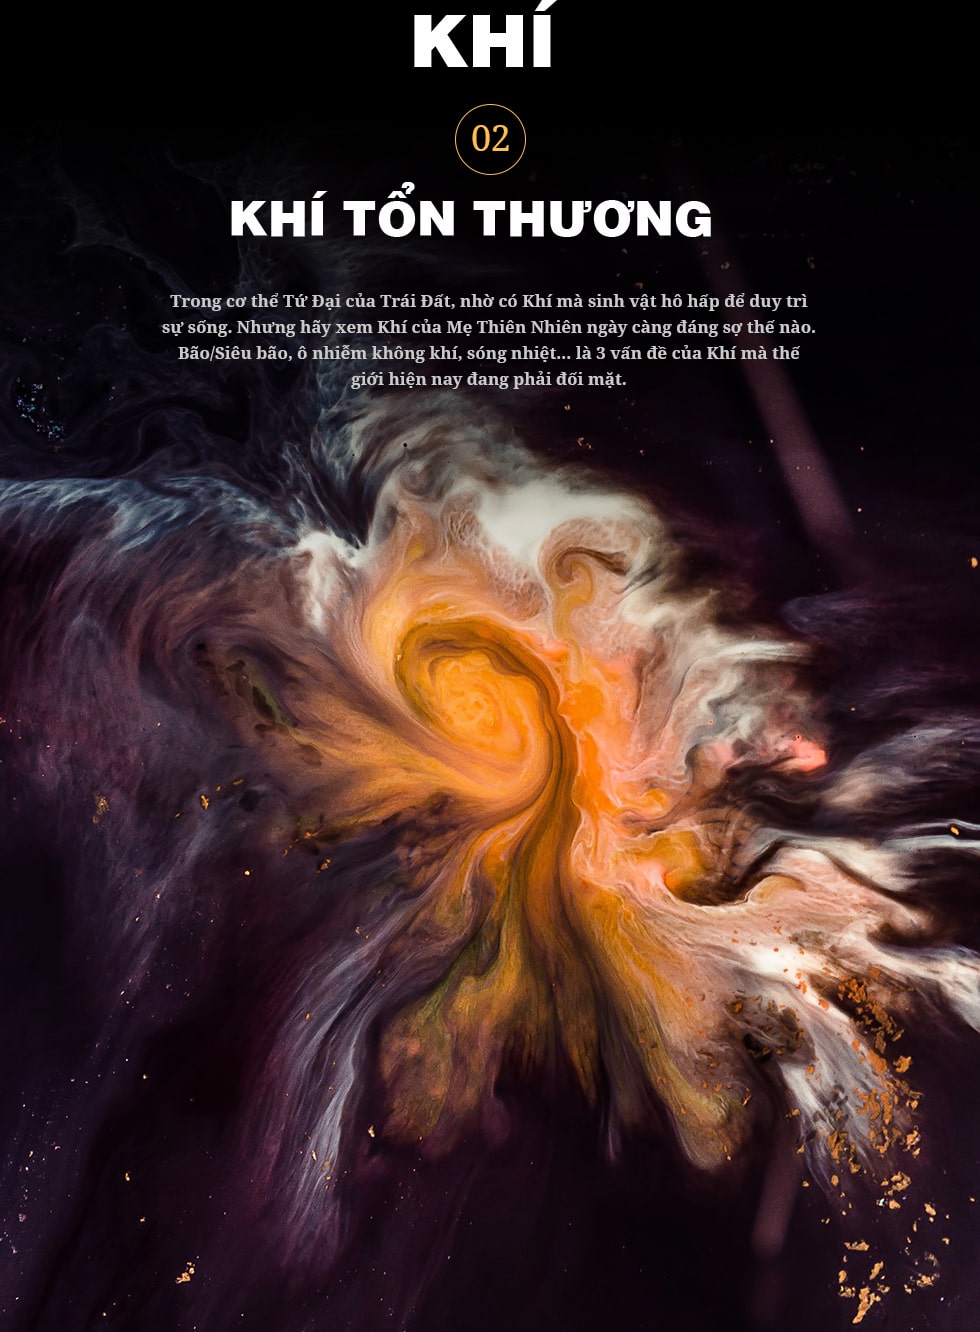 KHÍ
02
KHÍ TỔN THƯƠNG
Trong cơ thể Tứ Đại của Trái Đất, nhờ có Khí mà sinh vật hô hấp để duy trì
sự sống. Nhưng hãy xem Khí của Mẹ Thiên Nhiên ngày càng đáng sợ thế nào.
Bão/Siêu bão, ô nhiễm không khí, sóng nhiệt... là 3 vấn đề của Khí mà thế
giới hiện nay đang phải đối mặt.